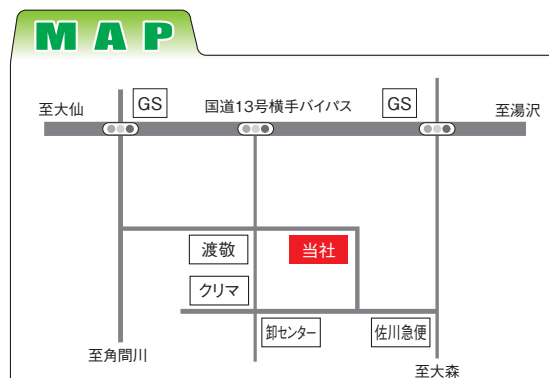 MAP
至大仙
GS
国道13号横手バイパス
GS
至湯沢
渡敬
当社
クリマ
卸センター
佐川急便
至角間川
至大森